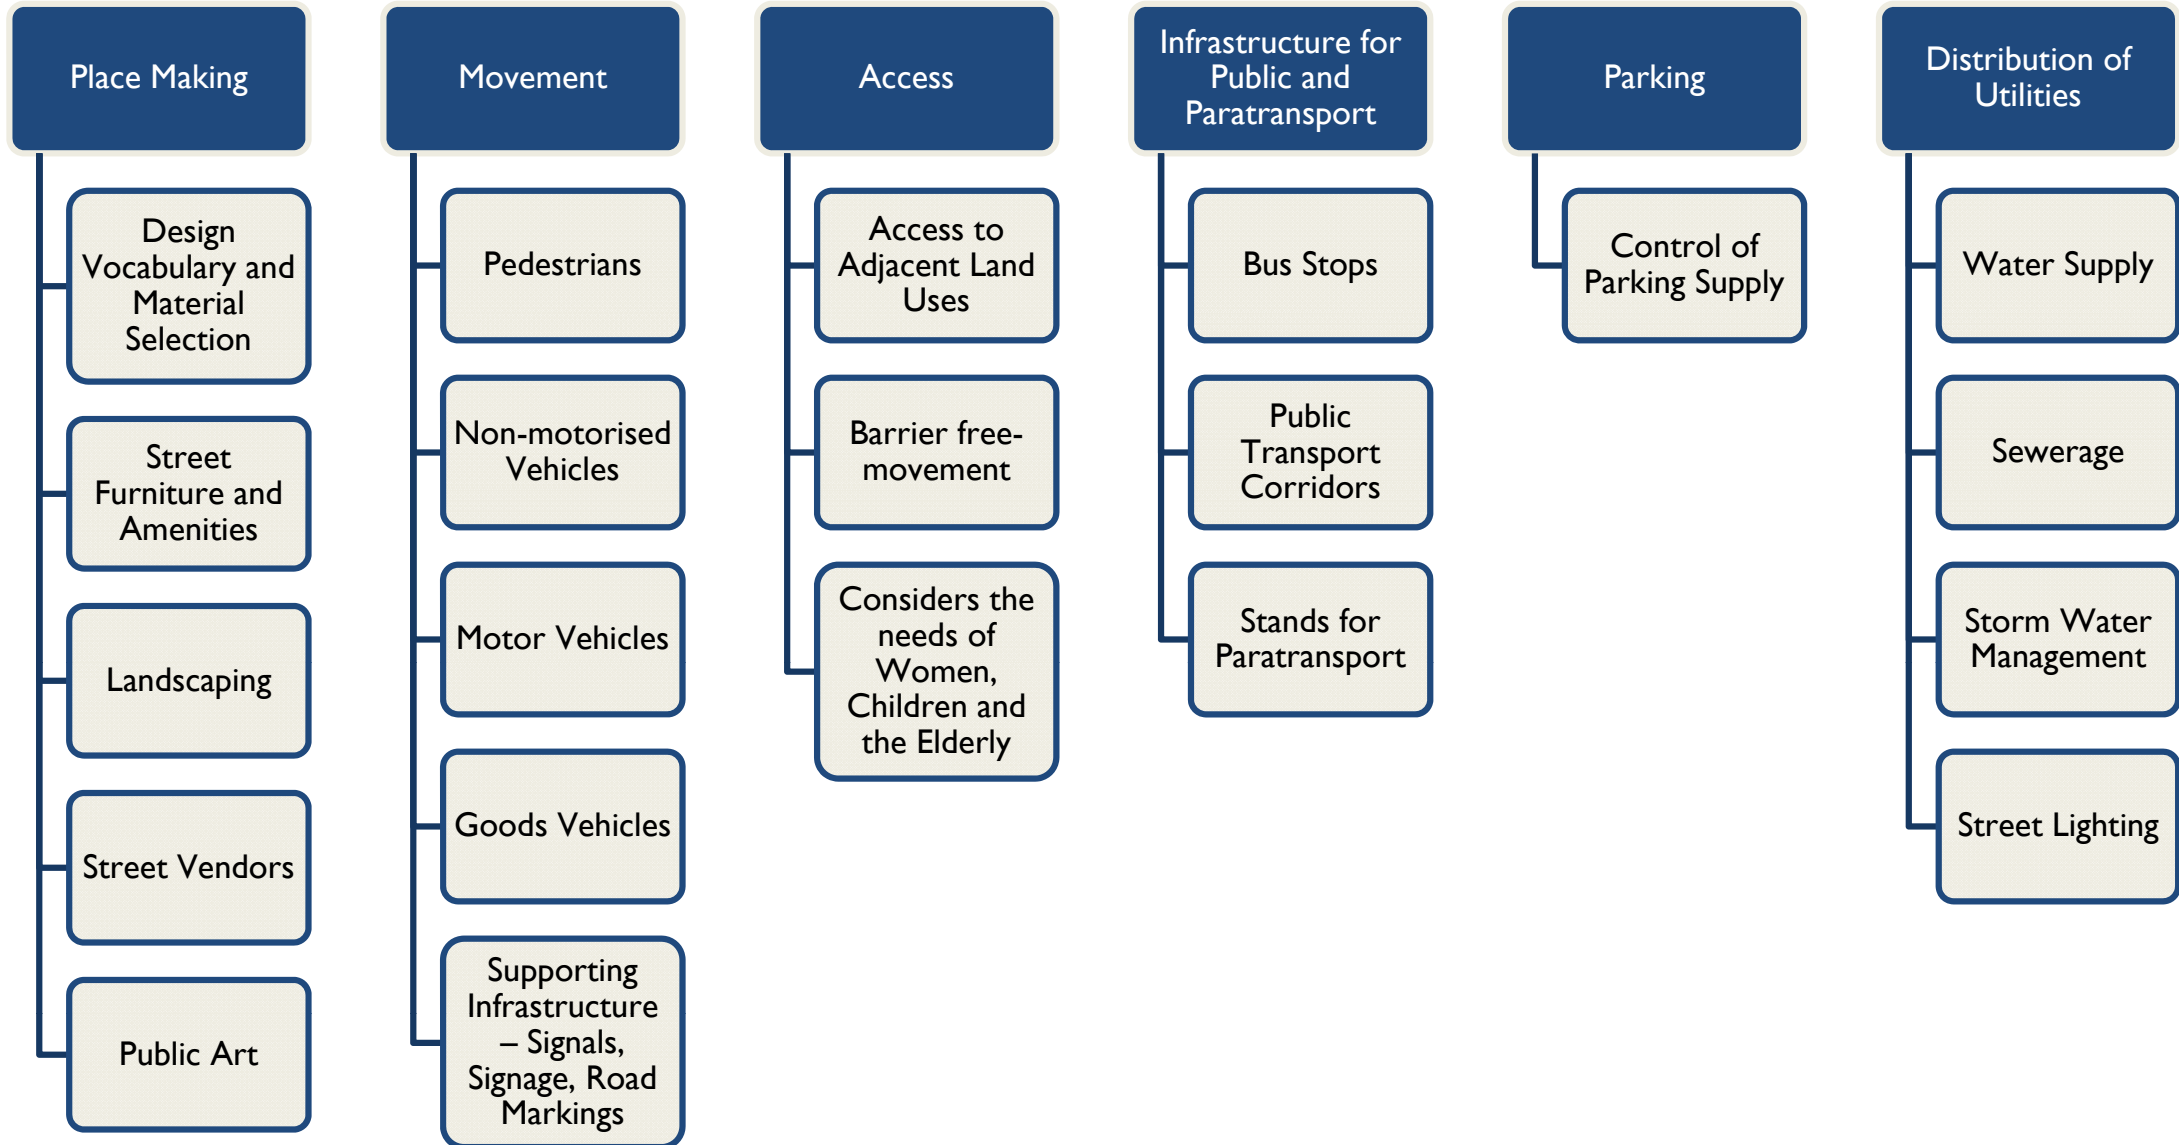 Place Making
Design
Vocabulary and
Material
Selection
Street
Furniture and
Amenities
Landscaping
Street Vendors
Public Art
Movement
Pedestrians
Non-motorised
Vehicles
Motor Vehicles
Goods Vehicles
Supporting
Infrastructure
– Signals,
Signage, Road
Markings
Access
Access to
Adjacent Land
Uses
Barrier free-
movement
Considers the
needs of
Women,
Children and
the Elderly
Infrastructure for
Public and
Paratransport
Bus Stops
Public
Transport
Corridors
Stands for
Paratransport
Parking
Control of
Parking Supply
Distribution of
Utilities
Water Supply
Sewerage
Storm Water
Management
Street Lighting